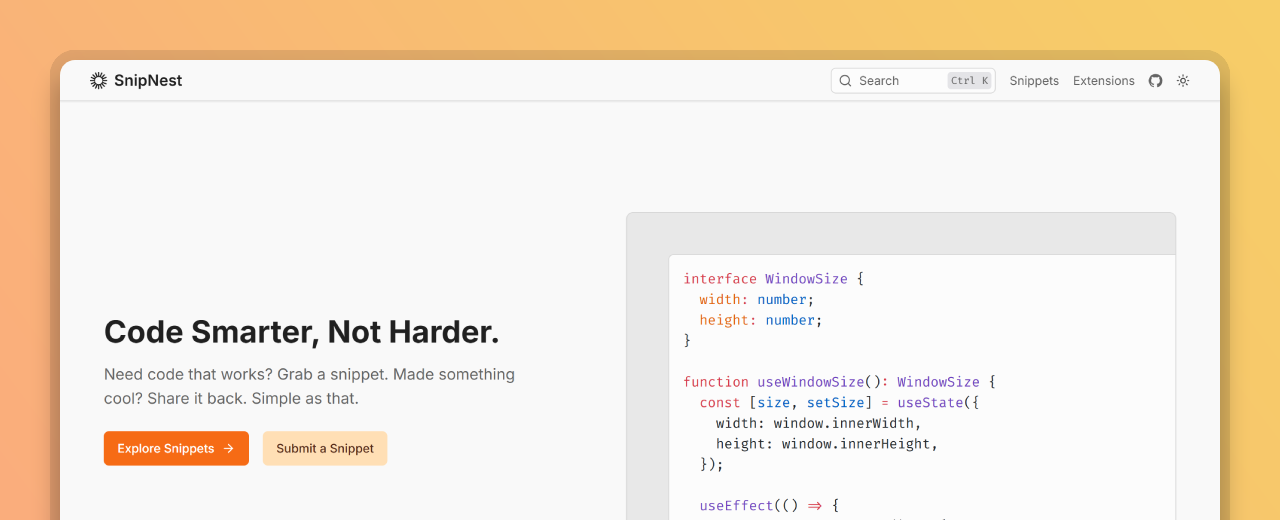 SnipNest
Search Ctrl K
Snippets
Extensions
Code Smarter, Not Harder.
Need code that works? Grab a snippet. Made something
cool? Share it back. Simple as that.
Explore Snippets →
Submit a Snippet
interface WindowSize {
  width: number;
  height: number;
}
function useWindowSize(): WindowSize {
  const [size, setSize] = useState({
    width: window.innerWidth,
    height: window.innerHeight,
  });
  useEffect(() => {